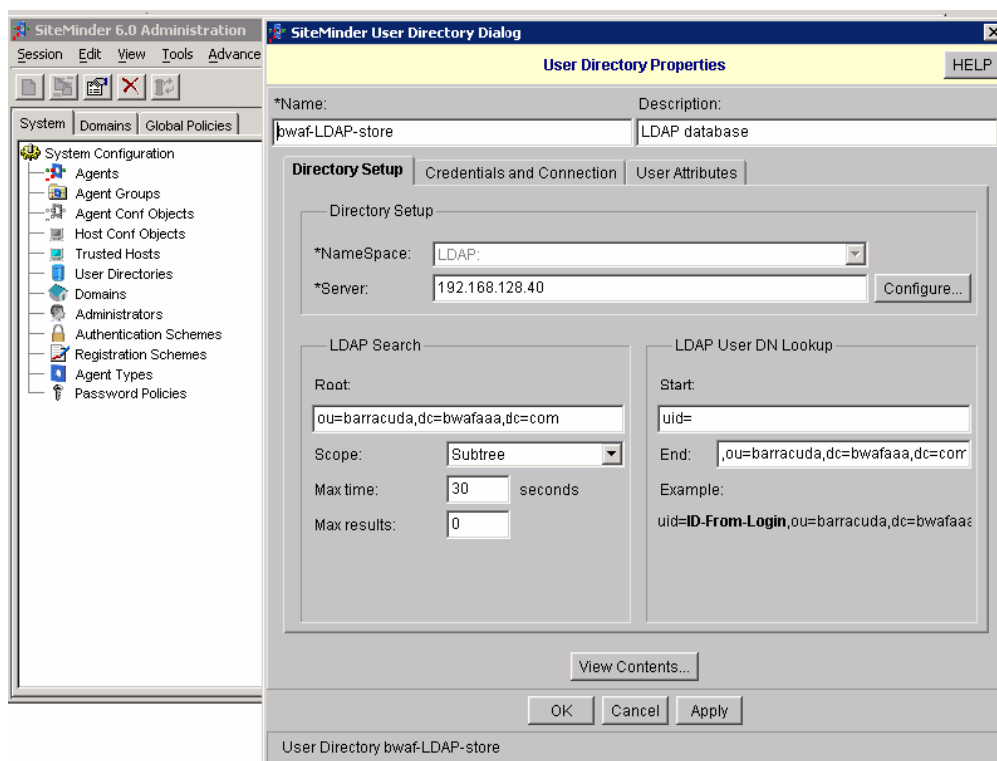 SiteMinder 6.0 Administration
Session Edit View Tools Advance
System Domains Global Policies
System Configuration
Agents
Agent Groups
Agent Conf Objects
Host Conf Objects
Trusted Hosts
User Directories
Domains
Administrators
Authentication Schemes
Registration Schemes
Agent Types
Password Policies
SiteMinder User Directory Dialog
User Directory Properties
HELP
*Name: Description:
bwaf-LDAP-store LDAP database
Directory Setup Credentials and Connection User Attributes
Directory Setup
*NameSpace: LDAP:
*Server: 192.168.128.40 Configure...
LDAP Search
Root:
ou=barracuda,dc=bwafaaa,dc=com
Scope: Subtree
Max time: 30 seconds
Max results: 0
LDAP User DN Lookup
Start:
uid=
End: ,ou=barracuda,dc=bwafaaa,dc=com
Example:
uid=ID-From-Login,ou=barracuda,dc=bwafaaa
View Contents...
OK Cancel Apply
User Directory bwaf-LDAP-store